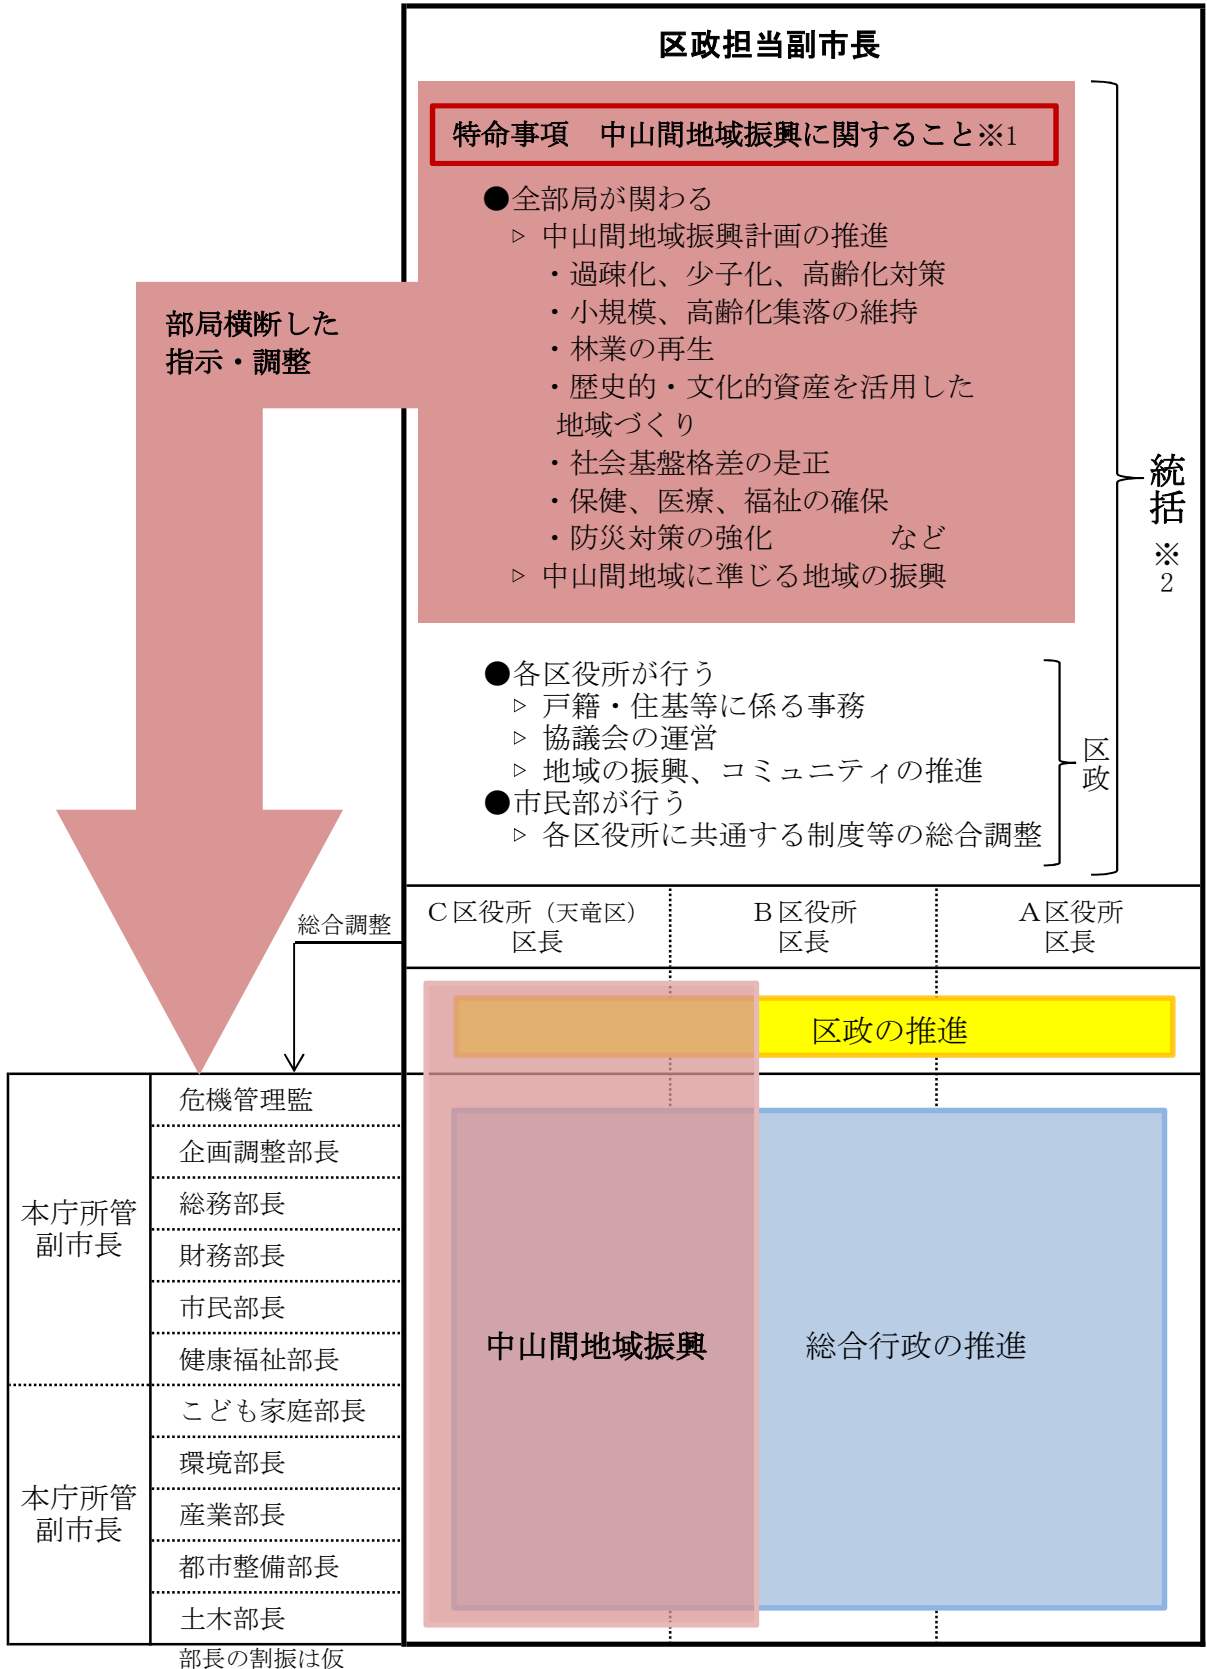 区政担当副市長
特命事項　中山間地域振興に関すること※1
●全部局が関わる
▷ 中山間地域振興計画の推進
・過疎化、少子化、高齢化対策
・小規模、高齢化集落の維持
・林業の再生
・歴史的・文化的資産を活用した
地域づくり
・社会基盤格差の是正
・保健、医療、福祉の確保
・防災対策の強化　　　　など
▷ 中山間地域に準じる地域の振興
部局横断した
指示・調整
統括
※2
●各区役所が行う
▷ 戸籍・住基等に係る事務
▷ 協議会の運営
▷ 地域の振興、コミュニティの推進
●市民部が行う
▷ 各区役所に共通する制度等の総合調整
区政
総合調整
C区役所（天竜区）
区長
B区役所
区長
A区役所
区長
区政の推進
本庁所管
副市長
危機管理監
企画調整部長
総務部長
財務部長
市民部長
健康福祉部長
本庁所管
副市長
こども家庭部長
環境部長
産業部長
都市整備部長
土木部長
中山間地域振興
総合行政の推進
部長の割振は仮